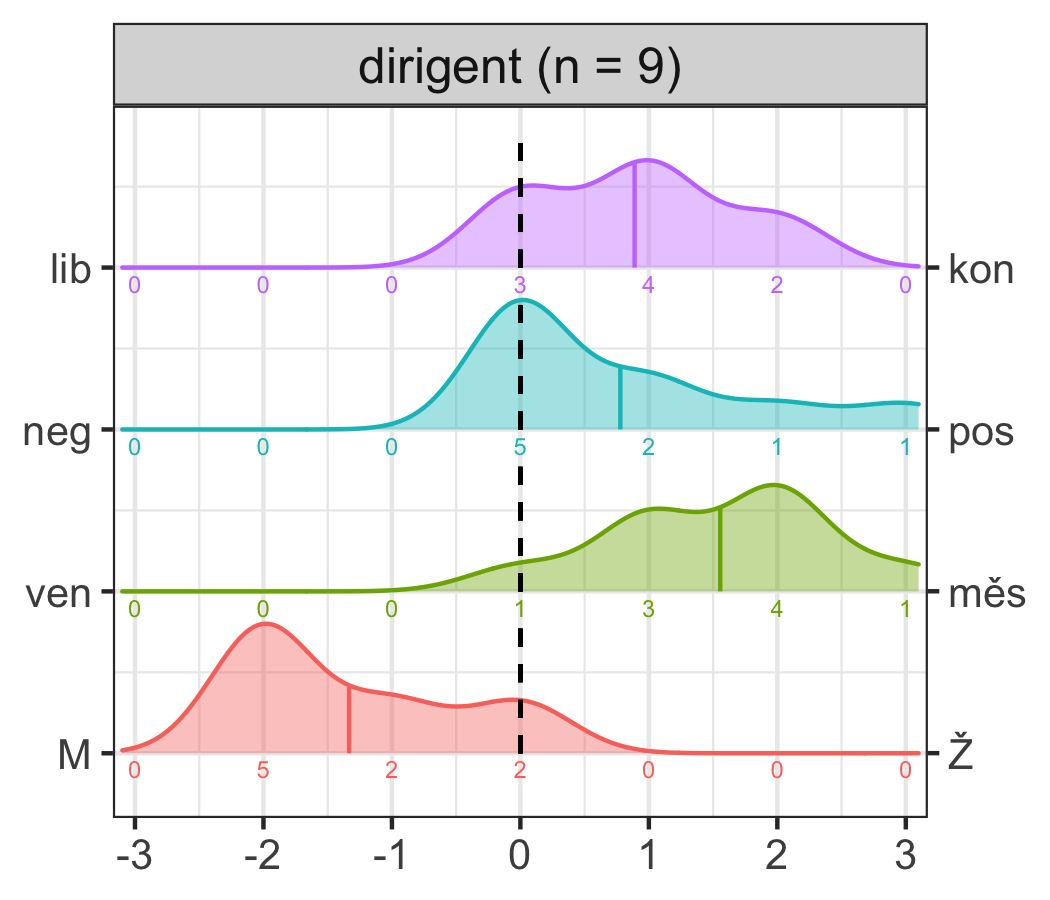 dirigent (n = 9)
lib kon
0 0 0 3 4 2 0
neg pos
0 0 0 5 2 1 1
ven měs
0 0 0 1 3 4 1
M Ž
0 5 2 2 0 0 0
-3 -2 -1 0 1 2 3